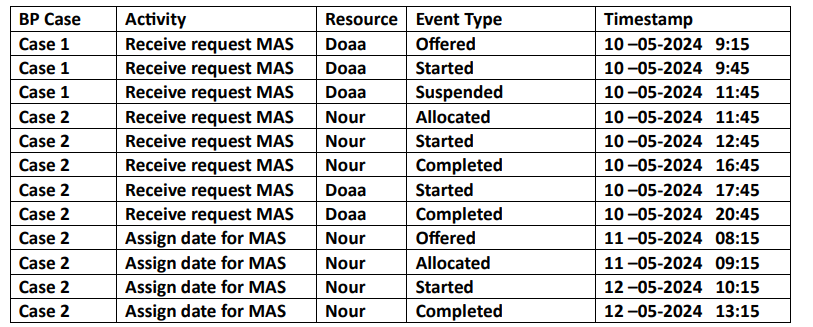 BP Case Activity Resource Event Type Timestamp
Case 1 Receive request MAS Doaa Offered 10 –05-2024 9:15
Case 1 Receive request MAS Doaa Started 10 –05-2024 9:45
Case 1 Receive request MAS Doaa Suspended 10 –05-2024 11:45
Case 2 Receive request MAS Nour Allocated 10 –05-2024 11:45
Case 2 Receive request MAS Nour Started 10 –05-2024 12:45
Case 2 Receive request MAS Nour Completed 10 –05-2024 16:45
Case 2 Receive request MAS Doaa Started 10 –05-2024 17:45
Case 2 Receive request MAS Doaa Completed 10 –05-2024 20:45
Case 2 Assign date for MAS Nour Offered 11 –05-2024 08:15
Case 2 Assign date for MAS Nour Allocated 11 –05-2024 09:15
Case 2 Assign date for MAS Nour Started 12 –05-2024 10:15
Case 2 Assign date for MAS Nour Completed 12 –05-2024 13:15